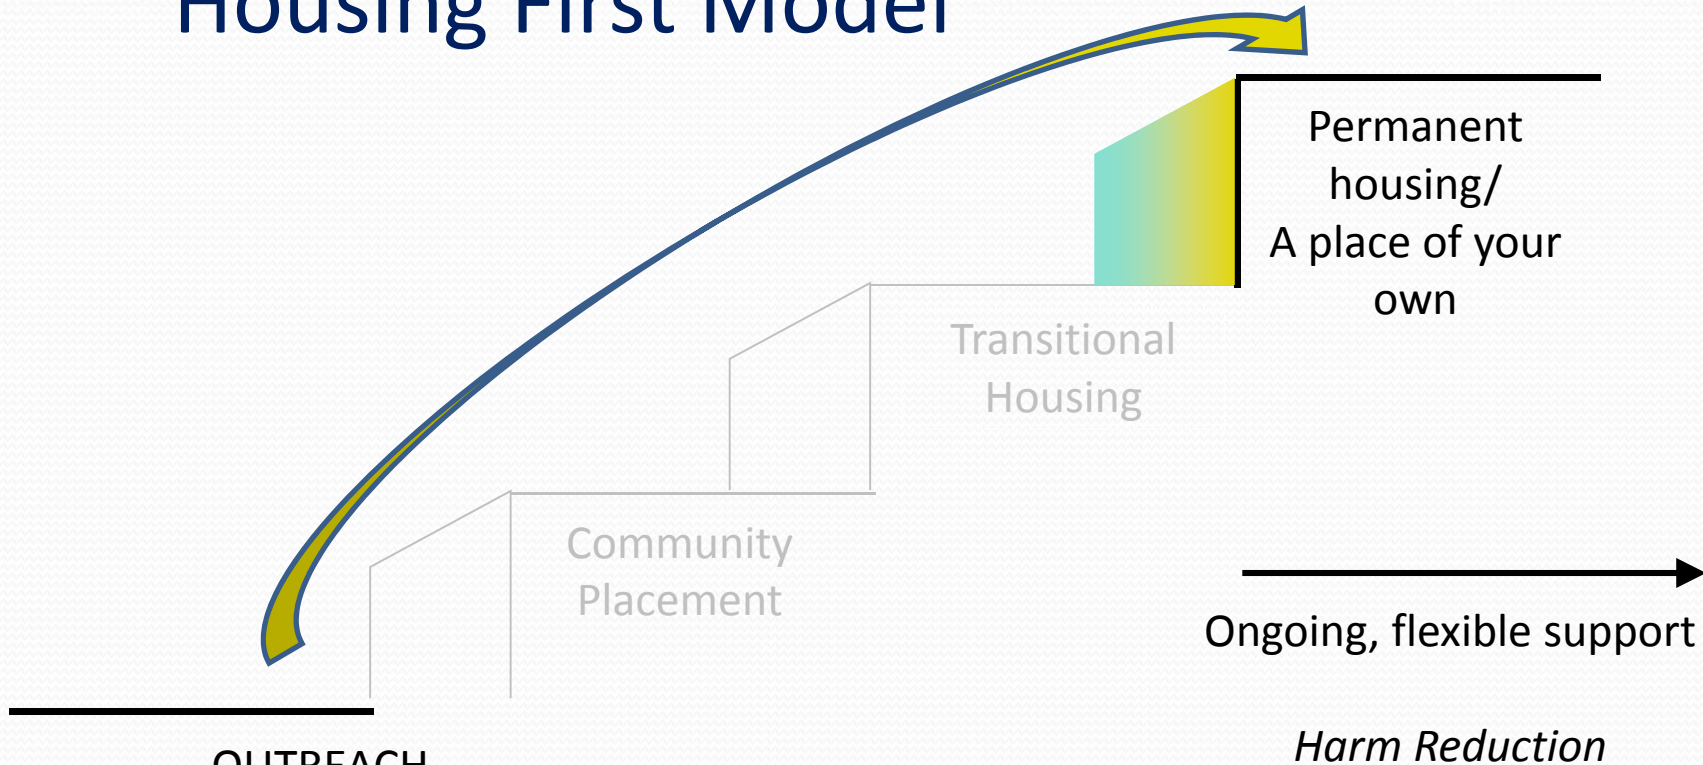 Housing First Model
Permanent
housing/
A place of your
own
Transitional
Housing
Community
Placement
Ongoing, flexible support
OUTREACH
Harm Reduction